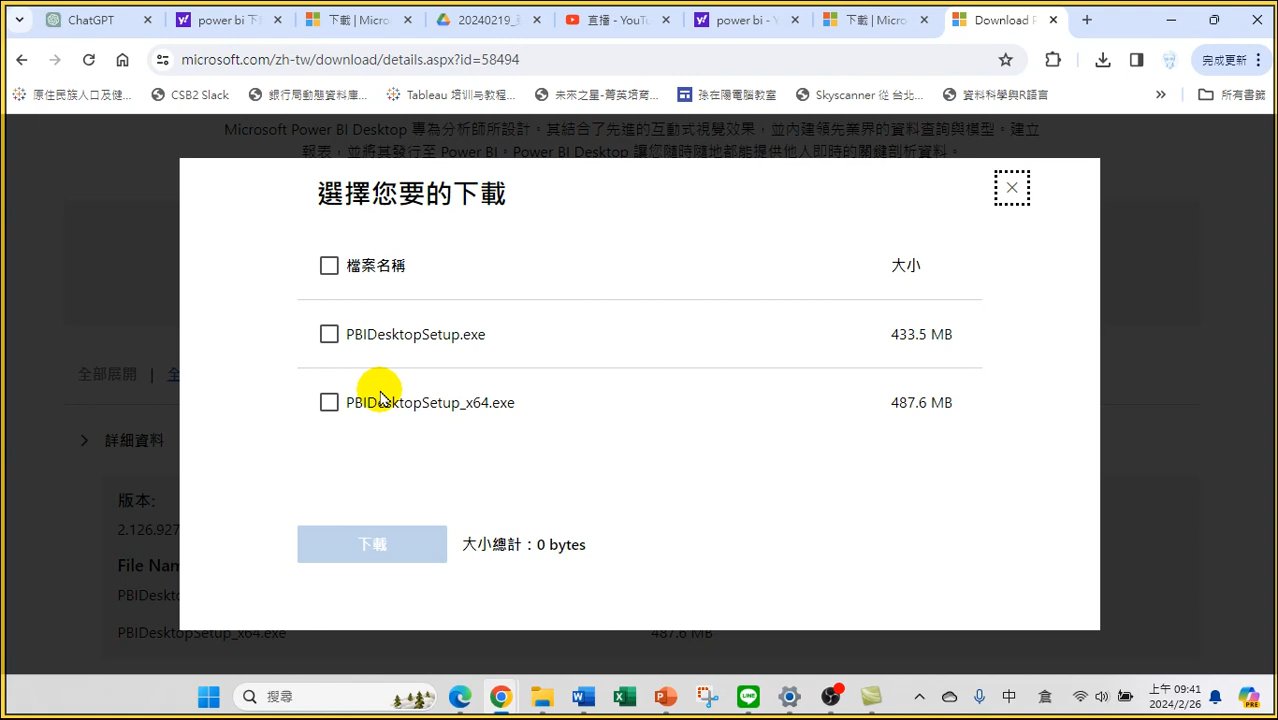 ChatGPT
power bi 下
下載 | Micro
20240219_
直播 - YouTu
power bi - Y
下載 | Micro
Download P
microsoft.com/zh-tw/download/details.aspx?id=58494
完成更新
原住民族人口及健...
CSB2 Slack
銀行局動態資料庫...
Tableau 培训与教程...
未來之星-菁英培育...
孫在陽電腦教室
Skyscanner 從 台北...
資料科學與R語言
»
所有書籤
Microsoft Power BI Desktop 專為分析師所設計。其結合了先進的互動式視覺效果，並內建領先業界的資料查詢與模型。建立
報表，並將其發行至 Power BI。Power BI Desktop 讓您隨時隨地都能提供他人即時的關鍵剖析資料。
選擇您要的下載
檔案名稱
大小
PBIDesktopSetup.exe
433.5 MB
PBIDesktopSetup_x64.exe
487.6 MB
下載
大小總計：0 bytes
全部展開 | 全
詳細資料
版本:
2.126.927
File Nam
PBIDeskt
PBIDesktopSetup_x64.exe
487.6 MB
搜尋
中
上午 09:41
2024/2/26
PRE